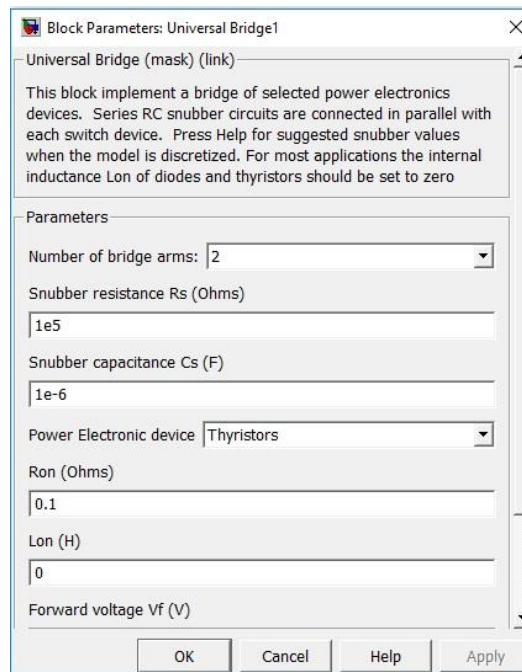 Block Parameters: Universal Bridge1
Universal Bridge (mask) (link)
This block implement a bridge of selected power electronics
devices.  Series RC snubber circuits are connected in parallel with
each switch device.  Press Help for suggested snubber values
when the model is discretized. For most applications the internal
inductance Lon of diodes and thyristors should be set to zero
Parameters
Number of bridge arms: 2
Snubber resistance Rs (Ohms)
1e5
Snubber capacitance Cs (F)
1e-6
Power Electronic device Thyristors
Ron (Ohms)
0.1
Lon (H)
0
Forward voltage Vf (V)
OK Cancel Help Apply